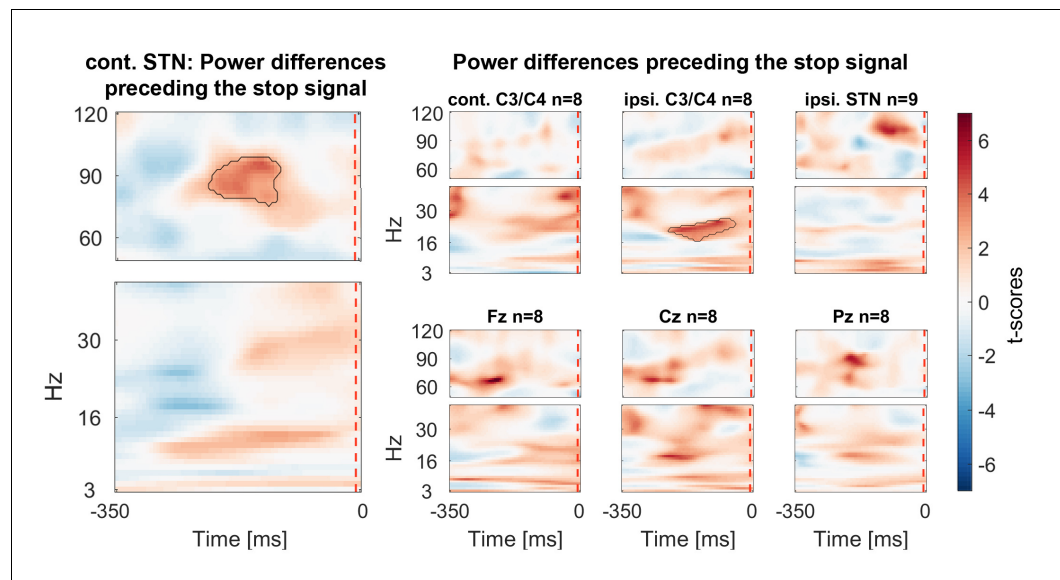 cont. STN: Power differences
preceding the stop signal
Power differences preceding the stop signal
cont. C3/C4 n=8
ipsi. C3/C4 n=8
ipsi. STN n=9
120
90
60
30
16
3
Hz
-350
0
Time [ms]
120
90
60
30
16
3
Hz
Fz n=8
Cz n=8
Pz n=8
120
90
60
30
16
3
Hz
-350
0
-350
0
-350
0
Time [ms]
Time [ms]
Time [ms]
6
4
2
0
-2
-4
-6
t-scores